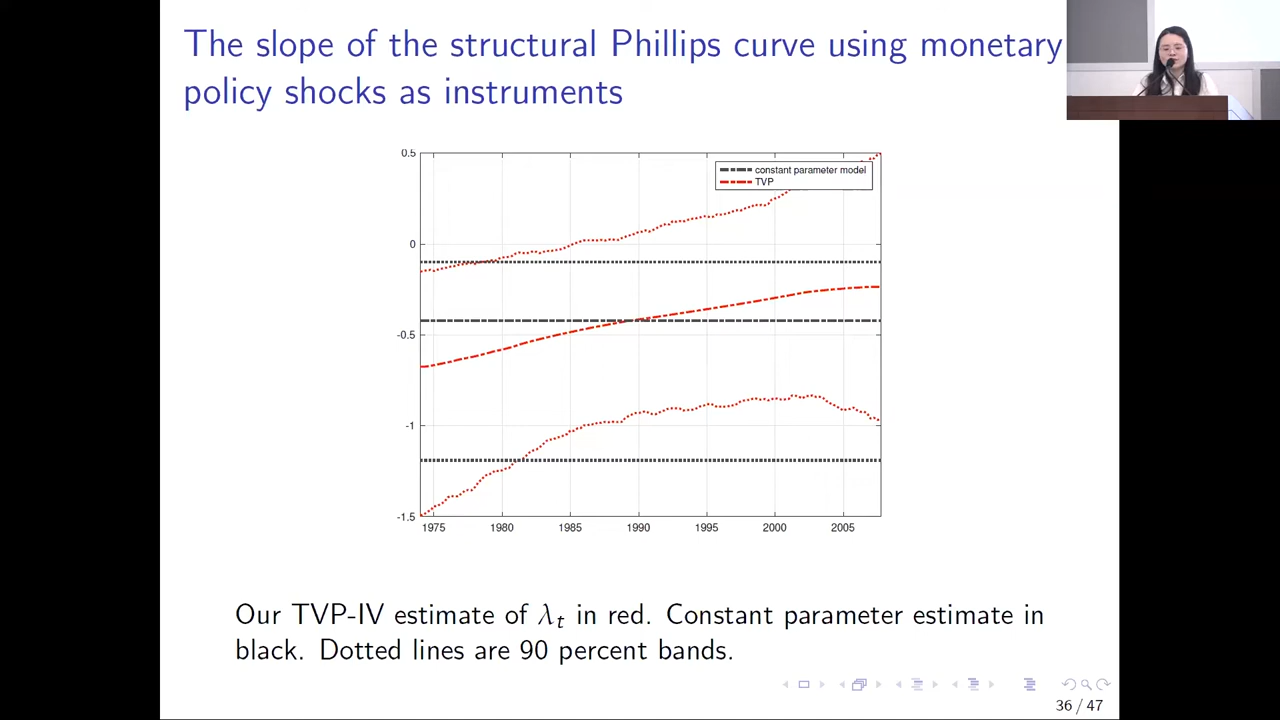 The slope of the structural Phillips curve using monetary
policy shocks as instruments
0.5
constant parameter model
TVP
0
-0.5
-1
-1.5
1975 1980 1985 1990 1995 2000 2005
Our TVP-IV estimate of λt in red. Constant parameter estimate in
black. Dotted lines are 90 percent bands.
36 / 47